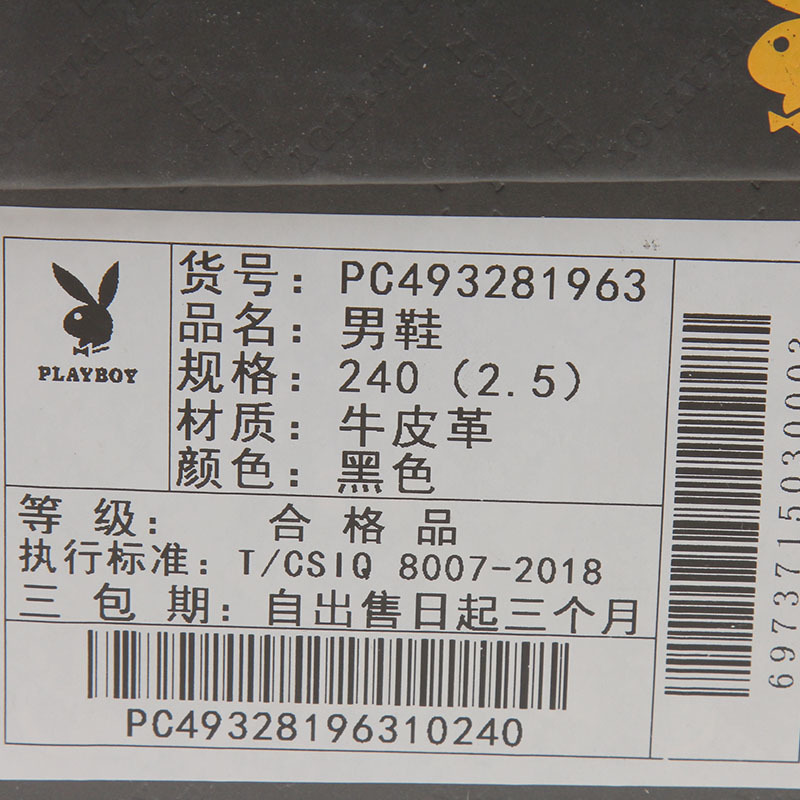 PLAYBOY
货号：PC493281963
品名：男鞋
规格：240（2.5）
材质：牛皮革
颜色：黑色
等 级： 合 格 品
执行标准：T/CSIQ 8007-2018
三 包 期：自出售日起三个月
PC49328196310240
6973715030003